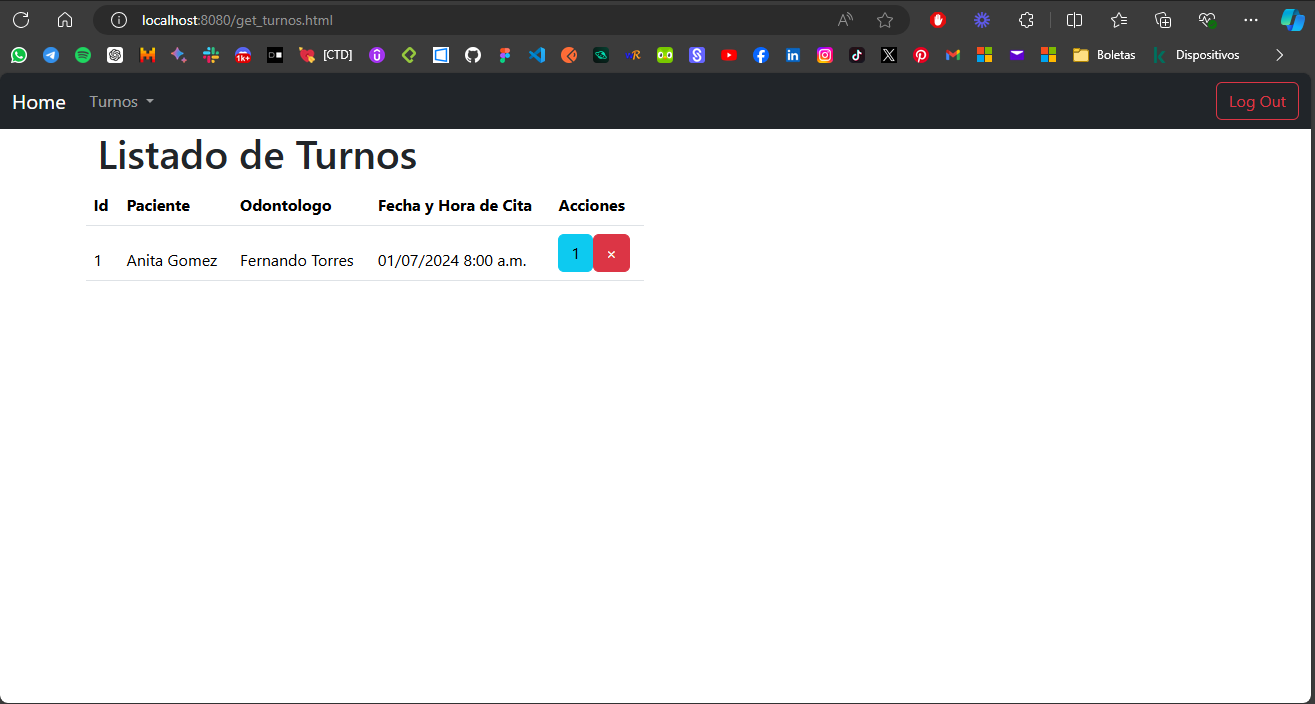 localhost:8080/get_turnos.html
1K+ [CTD] Boletas Dispositivos
Home Turnos Log Out
Listado de Turnos
Id Paciente Odontologo Fecha y Hora de Cita Acciones
1 Anita Gomez Fernando Torres 01/07/2024 8:00 a.m. 1 ×